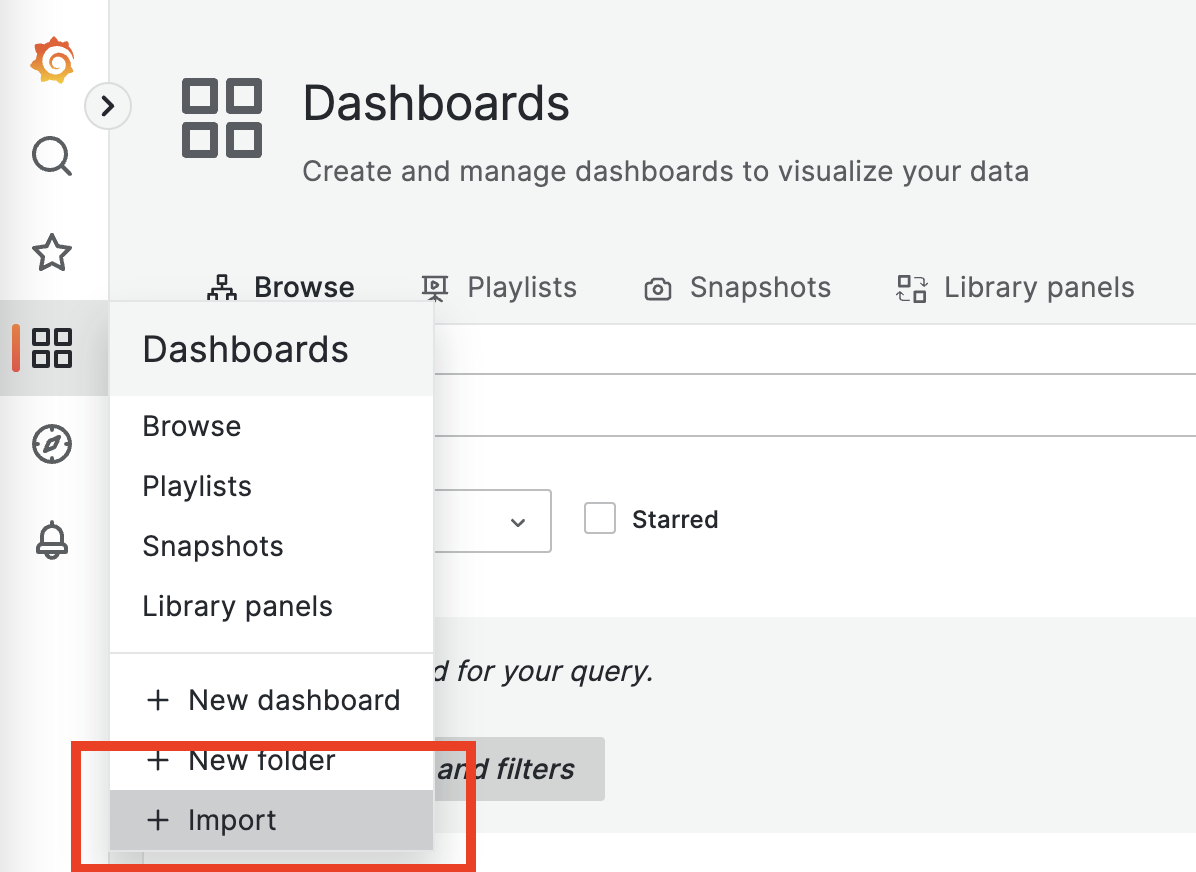 Dashboards
Create and manage dashboards to visualize your data
Browse Playlists Snapshots Library panels
Dashboards
Browse
Playlists
Snapshots
Library panels
+ New dashboard
+ New folder
+ Import
Starred
for your query.
and filters